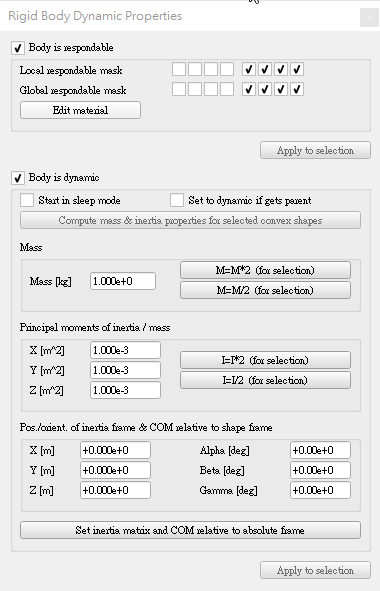 Rigid Body Dynamic Properties
x
Body is respondable
Local respondable mask
Global respondable mask
Edit material
Apply to selection
Body is dynamic
Start in sleep mode Set to dynamic if gets parent
Compute mass & inertia properties for selected convex shapes
Mass
Mass [kg] 1.000e+0 M=M*2 (for selection)
M=M/2 (for selection)
Principal moments of inertia / mass
X [m^2] 1.000e-3 I=I*2 (for selection)
Y [m^2] 1.000e-3 I=I/2 (for selection)
Z [m^2] 1.000e-3
Pos./orient. of inertia frame & COM relative to shape frame
X [m] +0.000e+0 Alpha [deg] +0.00e+0
Y [m] +0.000e+0 Beta [deg] +0.00e+0
Z [m] +0.000e+0 Gamma [deg] +0.00e+0
Set inertia matrix and COM relative to absolute frame
Apply to selection